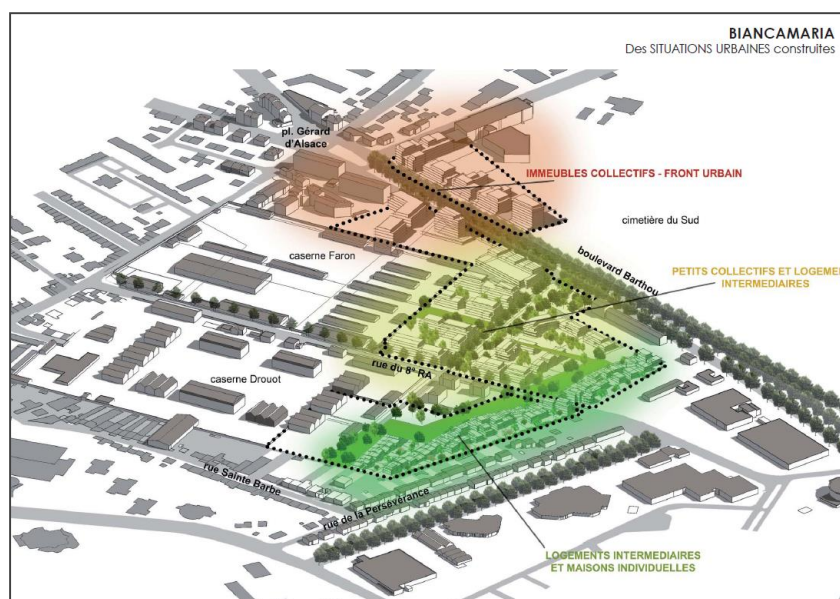 BIANCAMARIA
Des SITUATIONS URBAINES construites
pl. Gérard
d'Alsace
IMMEUBLES COLLECTIFS - FRONT URBAIN
cimetière du Sud
caserne Faron
boulevard Barthou
PETITS COLLECTIFS ET LOGEME
INTERMEDIAIRES
rue du 8e RA
caserne Drouot
rue Sainte Barbe
rue de la Persévérance
LOGEMENTS INTERMEDIAIRES
ET MAISONS INDIVIDUELLES